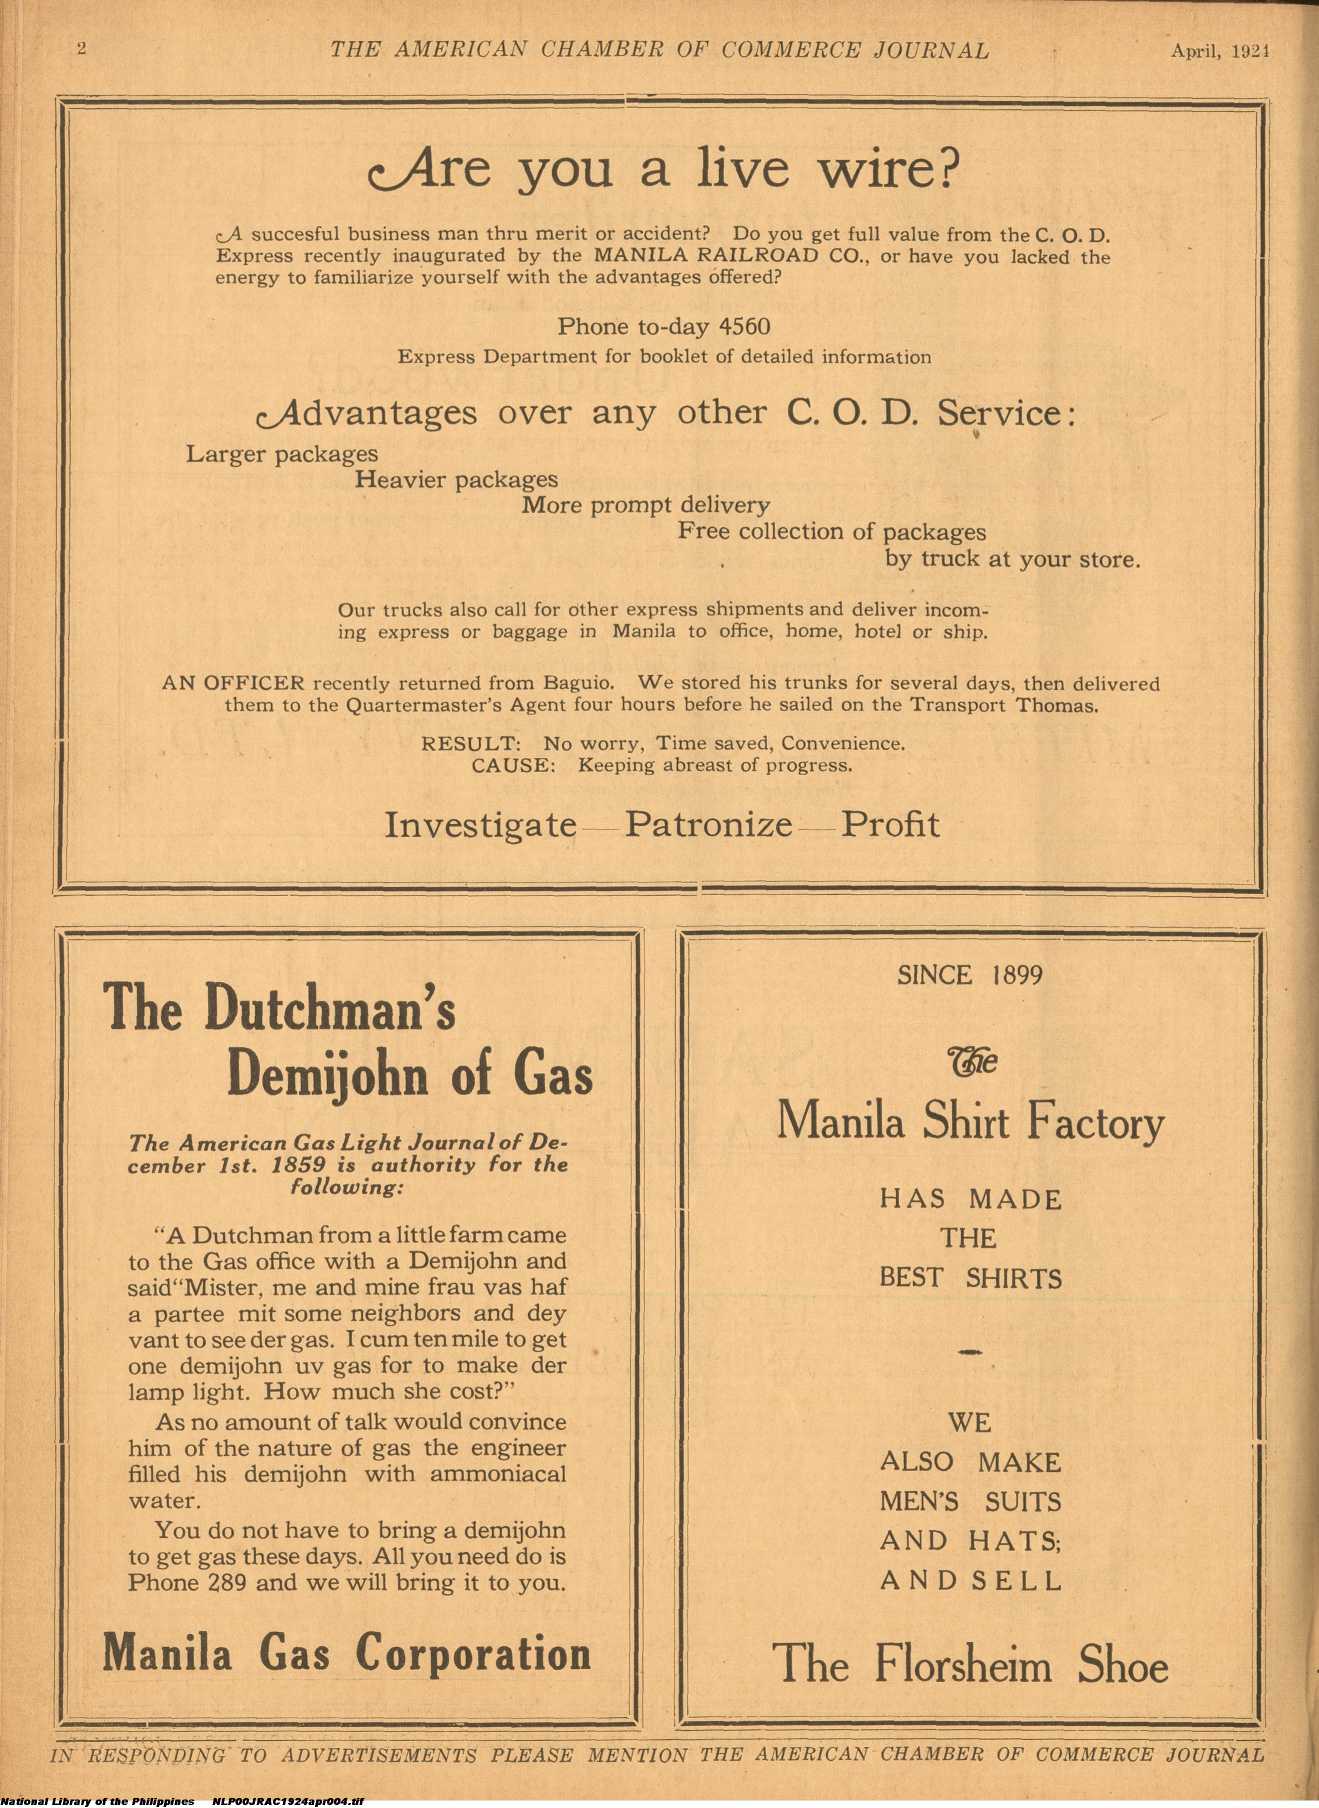 2
THE AMERICAN CHAMBER OF COMMERCE JOURNAL
April, 1924
Are you a live wire?
A succesful business man thru merit or accident? Do you get full value from the C. O. D.
Express recently inaugurated by the MANILA RAILROAD CO., or have you lacked the
energy to familiarize yourself with the advantages offered?
Phone to-day 4560
Express Department for booklet of detailed information
Advantages over any other C. O. D. Service:
Larger packages
Heavier packages
More prompt delivery
Free collection of packages
by truck at your store.
Our trucks also call for other express shipments and deliver incom-
ing express or baggage in Manila to office, home, hotel or ship.
AN OFFICER recently returned from Baguio. We stored his trunks for several days, then delivered
them to the Quartermaster's Agent four hours before he sailed on the Transport Thomas.
RESULT: No worry, Time saved, Convenience.
CAUSE: Keeping abreast of progress.
Investigate — Patronize — Profit
The Dutchman's
Demijohn of Gas
The American Gas Light Journal of De-
cember 1st. 1859 is authority for the
following:
"A Dutchman from a little farm came
to the Gas office with a Demijohn and
said "Mister, me and mine frau vas haf
a partee mit some neighbors and dey
vant to see der gas. I cum ten mile to get
one demijohn uv gas for to make der
lamp light. How much she cost?"
As no amount of talk would convince
him of the nature of gas the engineer
filled his demijohn with ammoniacal
water.
You do not have to bring a demijohn
to get gas these days. All you need do is
Phone 289 and we will bring it to you.
Manila Gas Corporation
SINCE 1899
The
Manila Shirt Factory
HAS MADE
THE
BEST SHIRTS
—
WE
ALSO MAKE
MEN'S SUITS
AND HATS;
AND SELL
The Florsheim Shoe
IN RESPONDING TO ADVERTISEMENTS PLEASE MENTION THE AMERICAN CHAMBER OF COMMERCE JOURNAL
National Library of the Philippines NLP00JRAC1924apr004.tif